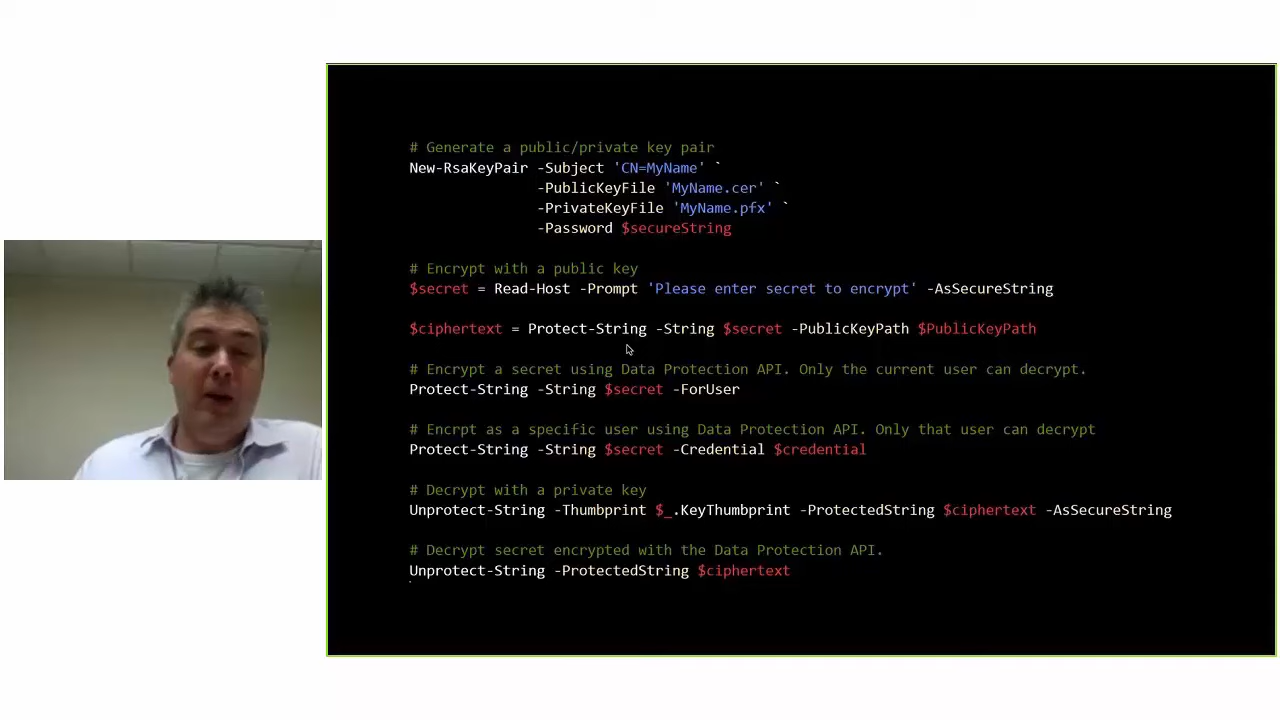 # Generate a public/private key pair
New-RsaKeyPair -Subject 'CN=MyName' `
-PublicKeyFile 'MyName.cer' `
-PrivateKeyFile 'MyName.pfx' `
-Password $secureString
# Encrypt with a public key
$secret = Read-Host -Prompt 'Please enter secret to encrypt' -AsSecureString
$ciphertext = Protect-String -String $secret -PublicKeyPath $PublicKeyPath
# Encrypt a secret using Data Protection API. Only the current user can decrypt.
Protect-String -String $secret -ForUser
# Encrpt as a specific user using Data Protection API. Only that user can decrypt
Protect-String -String $secret -Credential $credential
# Decrypt with a private key
Unprotect-String -Thumbprint $_.KeyThumbprint -ProtectedString $ciphertext -AsSecureString
# Decrypt secret encrypted with the Data Protection API.
Unprotect-String -ProtectedString $ciphertext